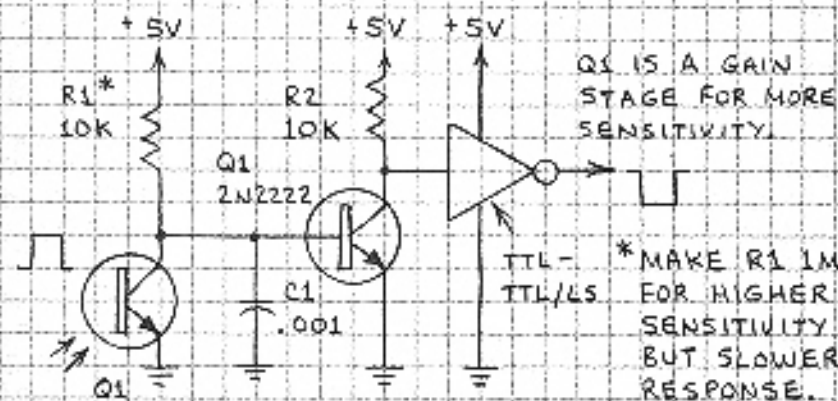 +5V
+5V
+5V
R1*
10K
R2
10K
Q1
2N2222
Q1 IS A GAIN
STAGE FOR MORE
SENSITIVITY.
C1
.001
TTL-
TTL/LS
*MAKE R1 1M
FOR HIGHER
SENSITIVITY
BUT SLOWER
RESPONSE.
Q1